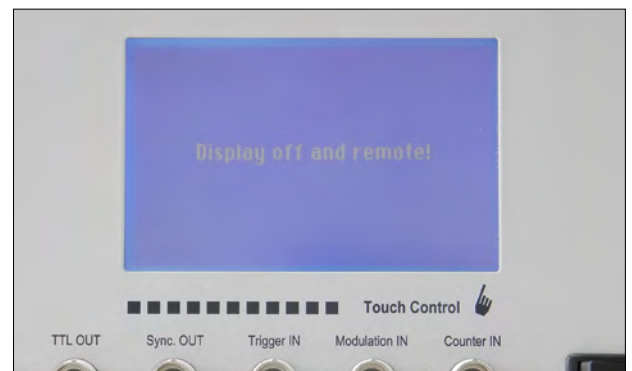 Display off and remote!
Touch Control
TTL OUT Sync. OUT Trigger IN Modulation IN Counter IN